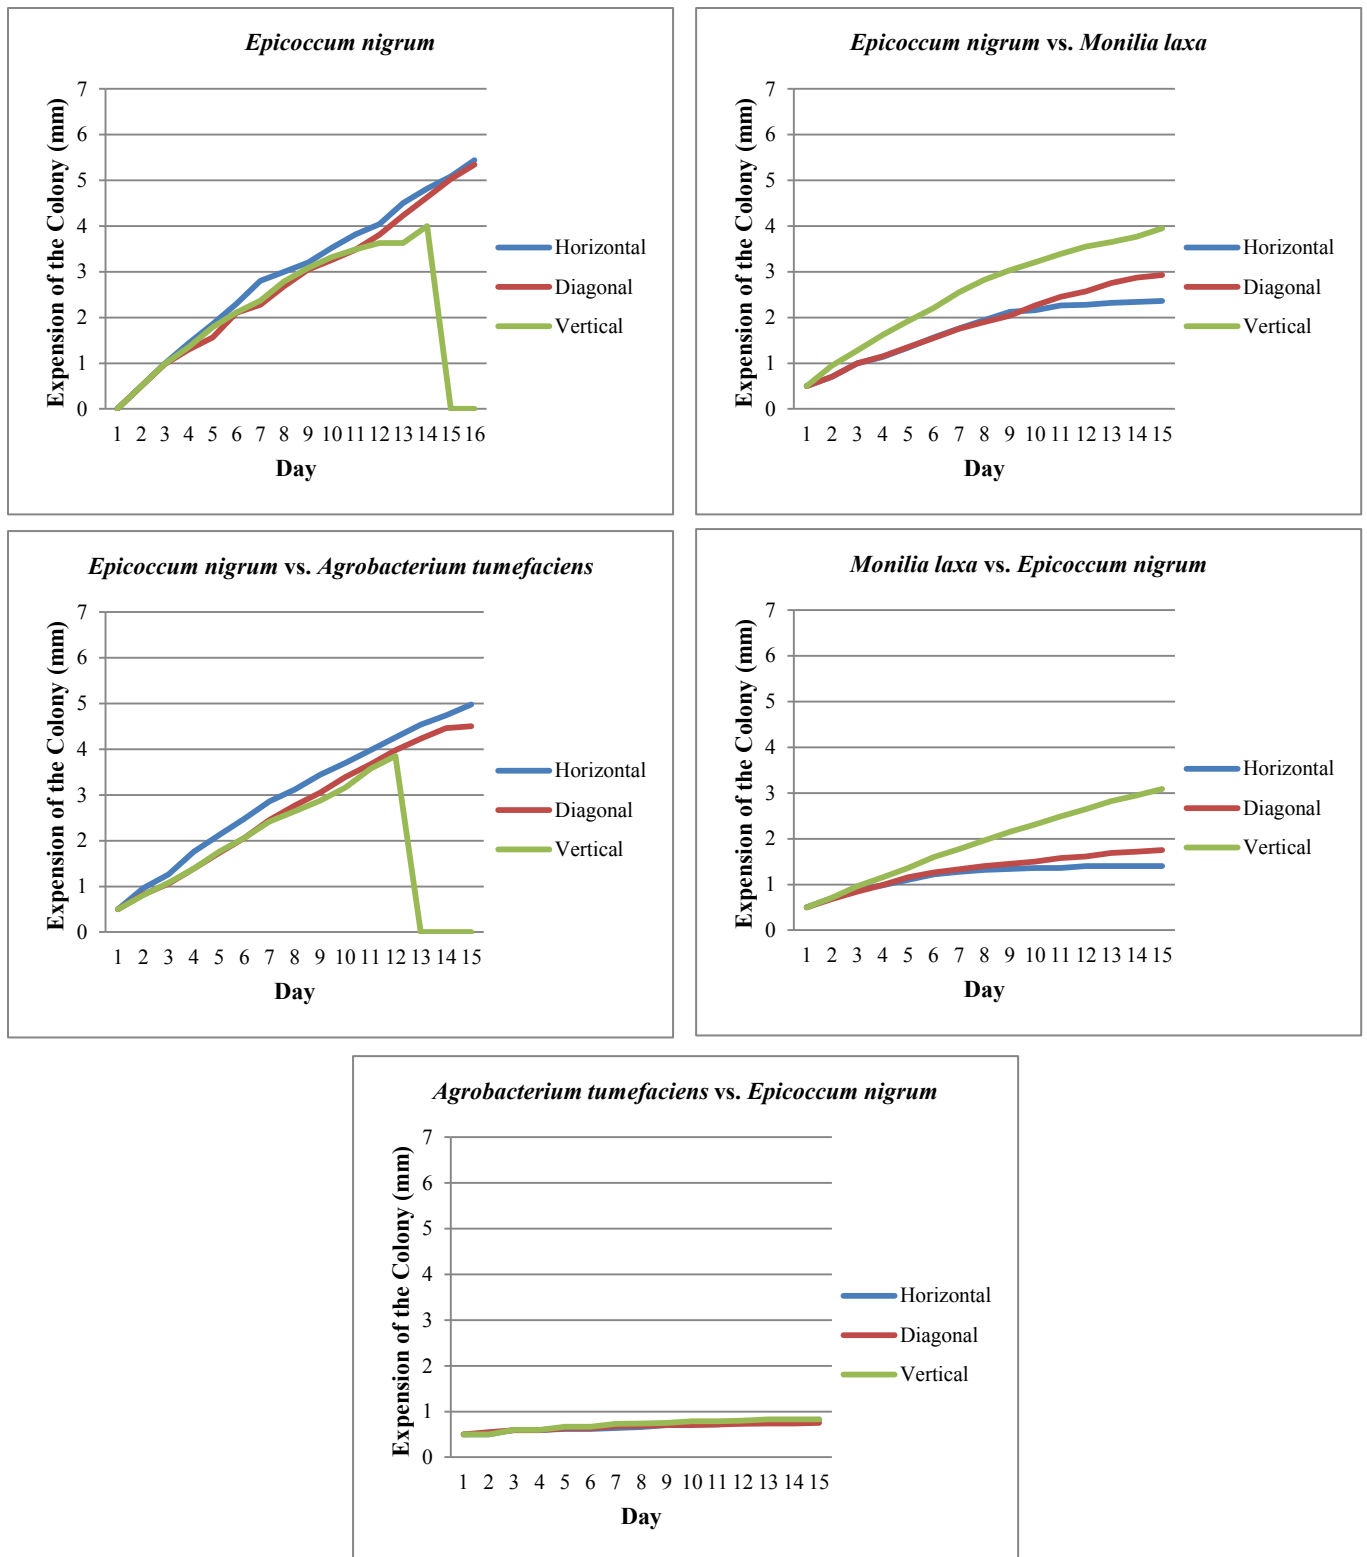 Epicoccum nigrum
Expension of the Colony (mm)
7
6
5
4
3
2
1
0
1 2 3 4 5 6 7 8 9 10 11 12 13 14 15 16
Day
Horizontal
Diagonal
Vertical
Epicoccum nigrum vs. Monilia laxa
Expension of the Colony (mm)
7
6
5
4
3
2
1
0
1 2 3 4 5 6 7 8 9 10 11 12 13 14 15
Day
Horizontal
Diagonal
Vertical
Epicoccum nigrum vs. Agrobacterium tumefaciens
Expension of the Colony (mm)
7
6
5
4
3
2
1
0
1 2 3 4 5 6 7 8 9 10 11 12 13 14 15
Day
Horizontal
Diagonal
Vertical
Monilia laxa vs. Epicoccum nigrum
Expension of the Colony (mm)
7
6
5
4
3
2
1
0
1 2 3 4 5 6 7 8 9 10 11 12 13 14 15
Day
Horizontal
Diagonal
Vertical
Agrobacterium tumefaciens vs. Epicoccum nigrum
Expension of the Colony (mm)
7
6
5
4
3
2
1
0
1 2 3 4 5 6 7 8 9 10 11 12 13 14 15
Day
Horizontal
Diagonal
Vertical